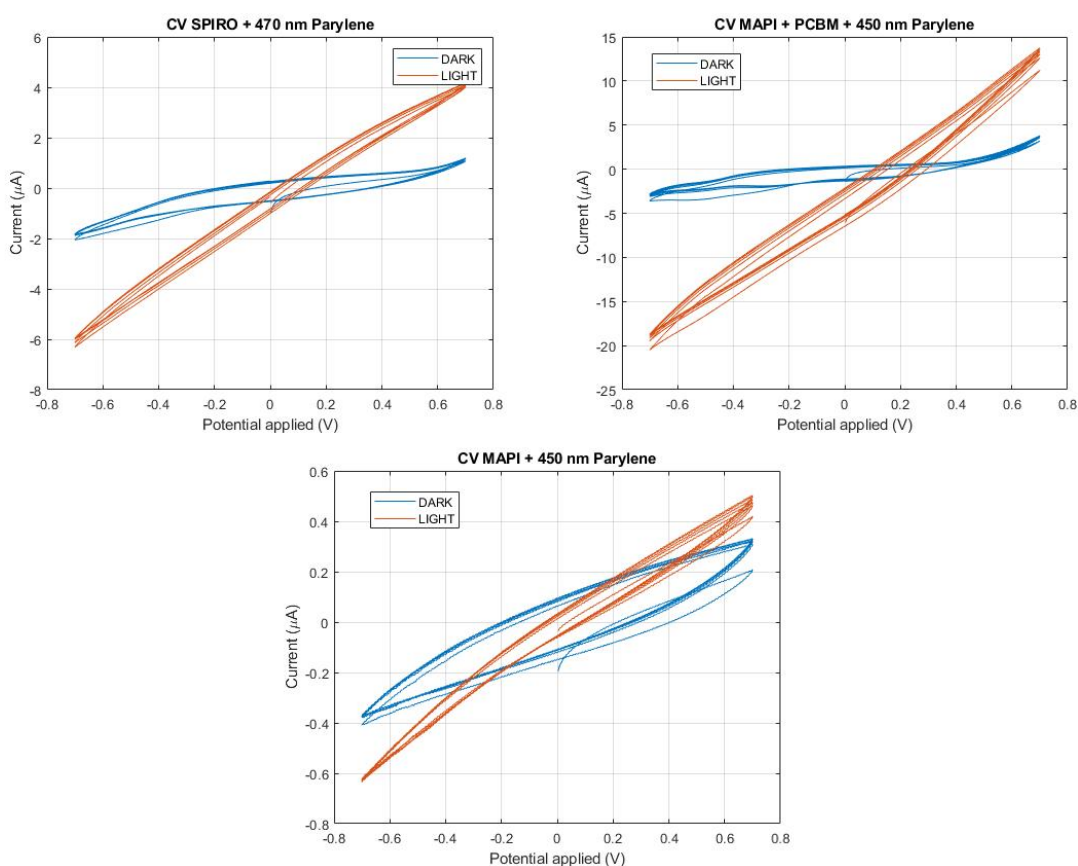 CV SPIRO + 470 nm Parylene
6
4
2
0
-2
-4
-6
-8
Current (μA)
DARK
LIGHT
-0.8 -0.6 -0.4 -0.2 0 0.2 0.4 0.6 0.8
Potential applied (V)
CV MAPI + PCBM + 450 nm Parylene
15
10
5
0
-5
-10
-15
-20
-25
Current (μA)
DARK
LIGHT
-0.8 -0.6 -0.4 -0.2 0 0.2 0.4 0.6 0.8
Potential applied (V)
CV MAPI + 450 nm Parylene
0.6
0.4
0.2
0
-0.2
-0.4
-0.6
-0.8
Current (μA)
DARK
LIGHT
-0.8 -0.6 -0.4 -0.2 0 0.2 0.4 0.6 0.8
Potential applied (V)